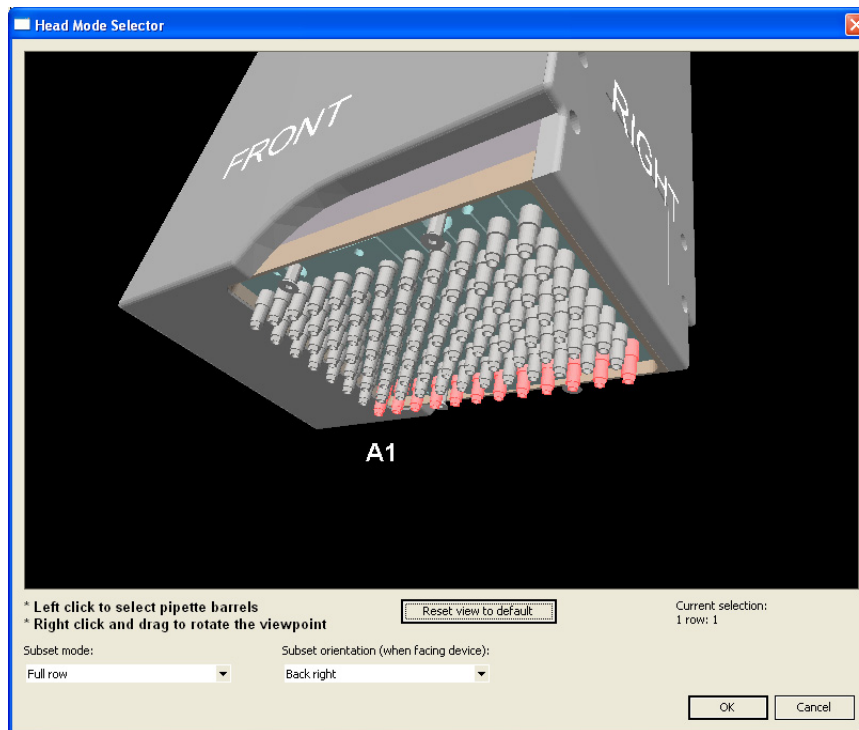 Head Mode Selector
FRONT
RIGHT
A1
* Left click to select pipette barrels
* Right click and drag to rotate the viewpoint
Reset view to default
Current selection:
1 row: 1
Subset mode:
Full row
Subset orientation (when facing device):
Back right
OK
Cancel